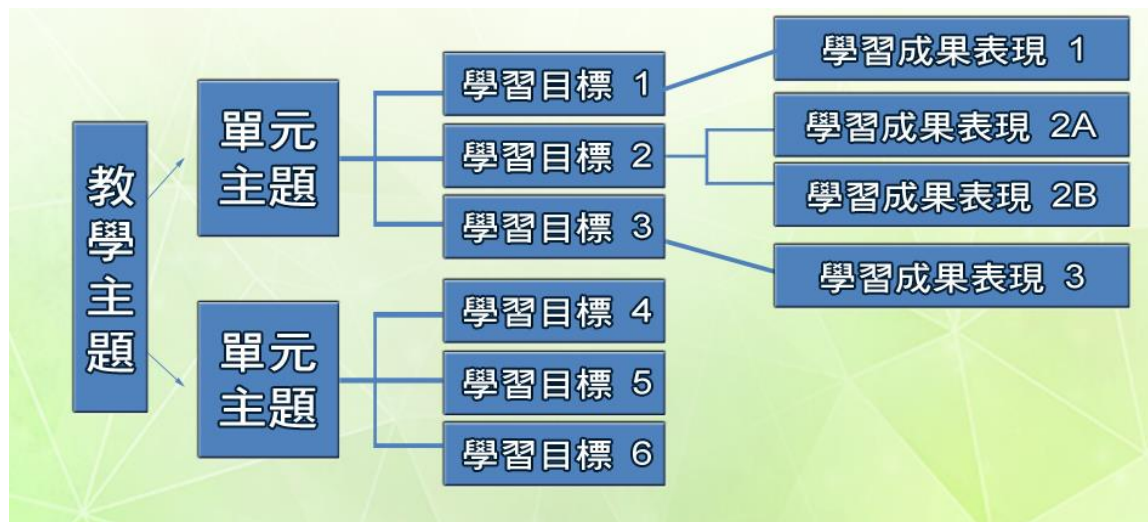 教學主題
單元
主題
學習目標 1
學習目標 2
學習目標 3
學習成果表現 1
學習成果表現 2A
學習成果表現 2B
學習成果表現 3
單元
主題
學習目標 4
學習目標 5
學習目標 6